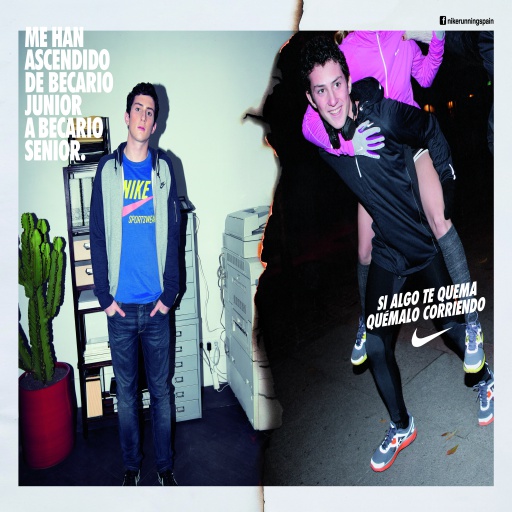 nikerunningspain
ME HAN
ASCENDIDO
DE BECARIO
JUNIOR
A BECARIO
SENIOR.
NIKE
SPORTSWEAR
SI ALGO TE QUEMA
QUÉMALO CORRIENDO